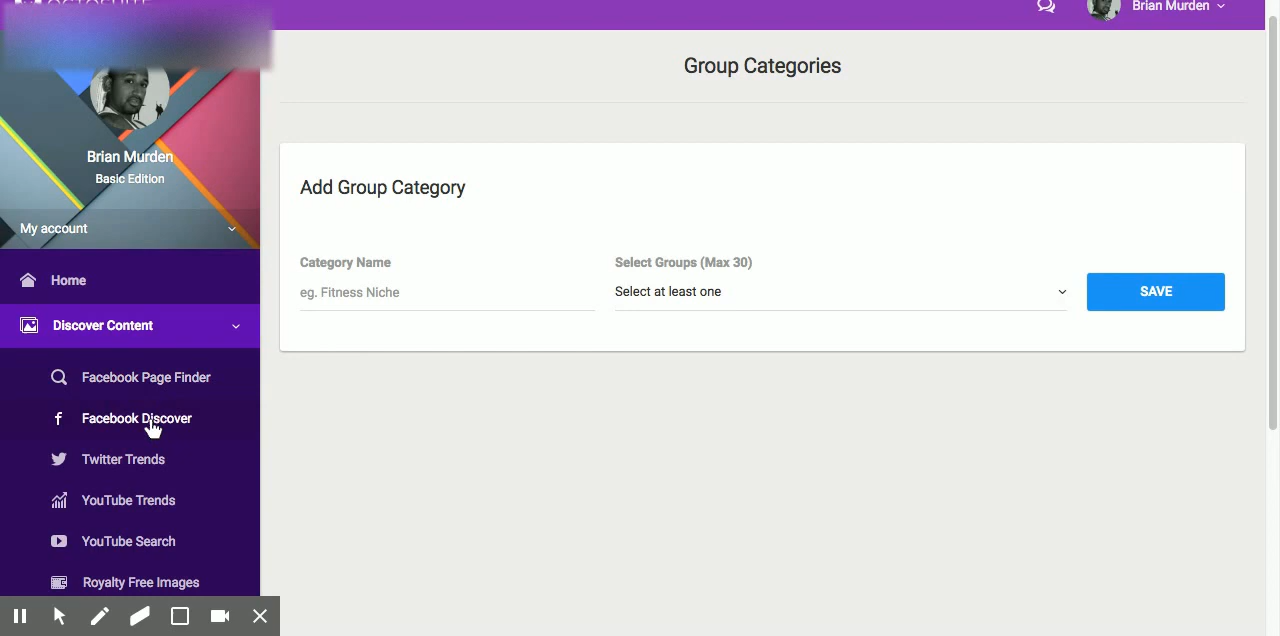 Brian Murden
Group Categories
Brian Murden
Basic Edition
My account
Home
Discover Content
Facebook Page Finder
Facebook Discover
Twitter Trends
YouTube Trends
YouTube Search
Royalty Free Images
Add Group Category
Category Name
Select Groups (Max 30)
eg. Fitness Niche
Select at least one
SAVE